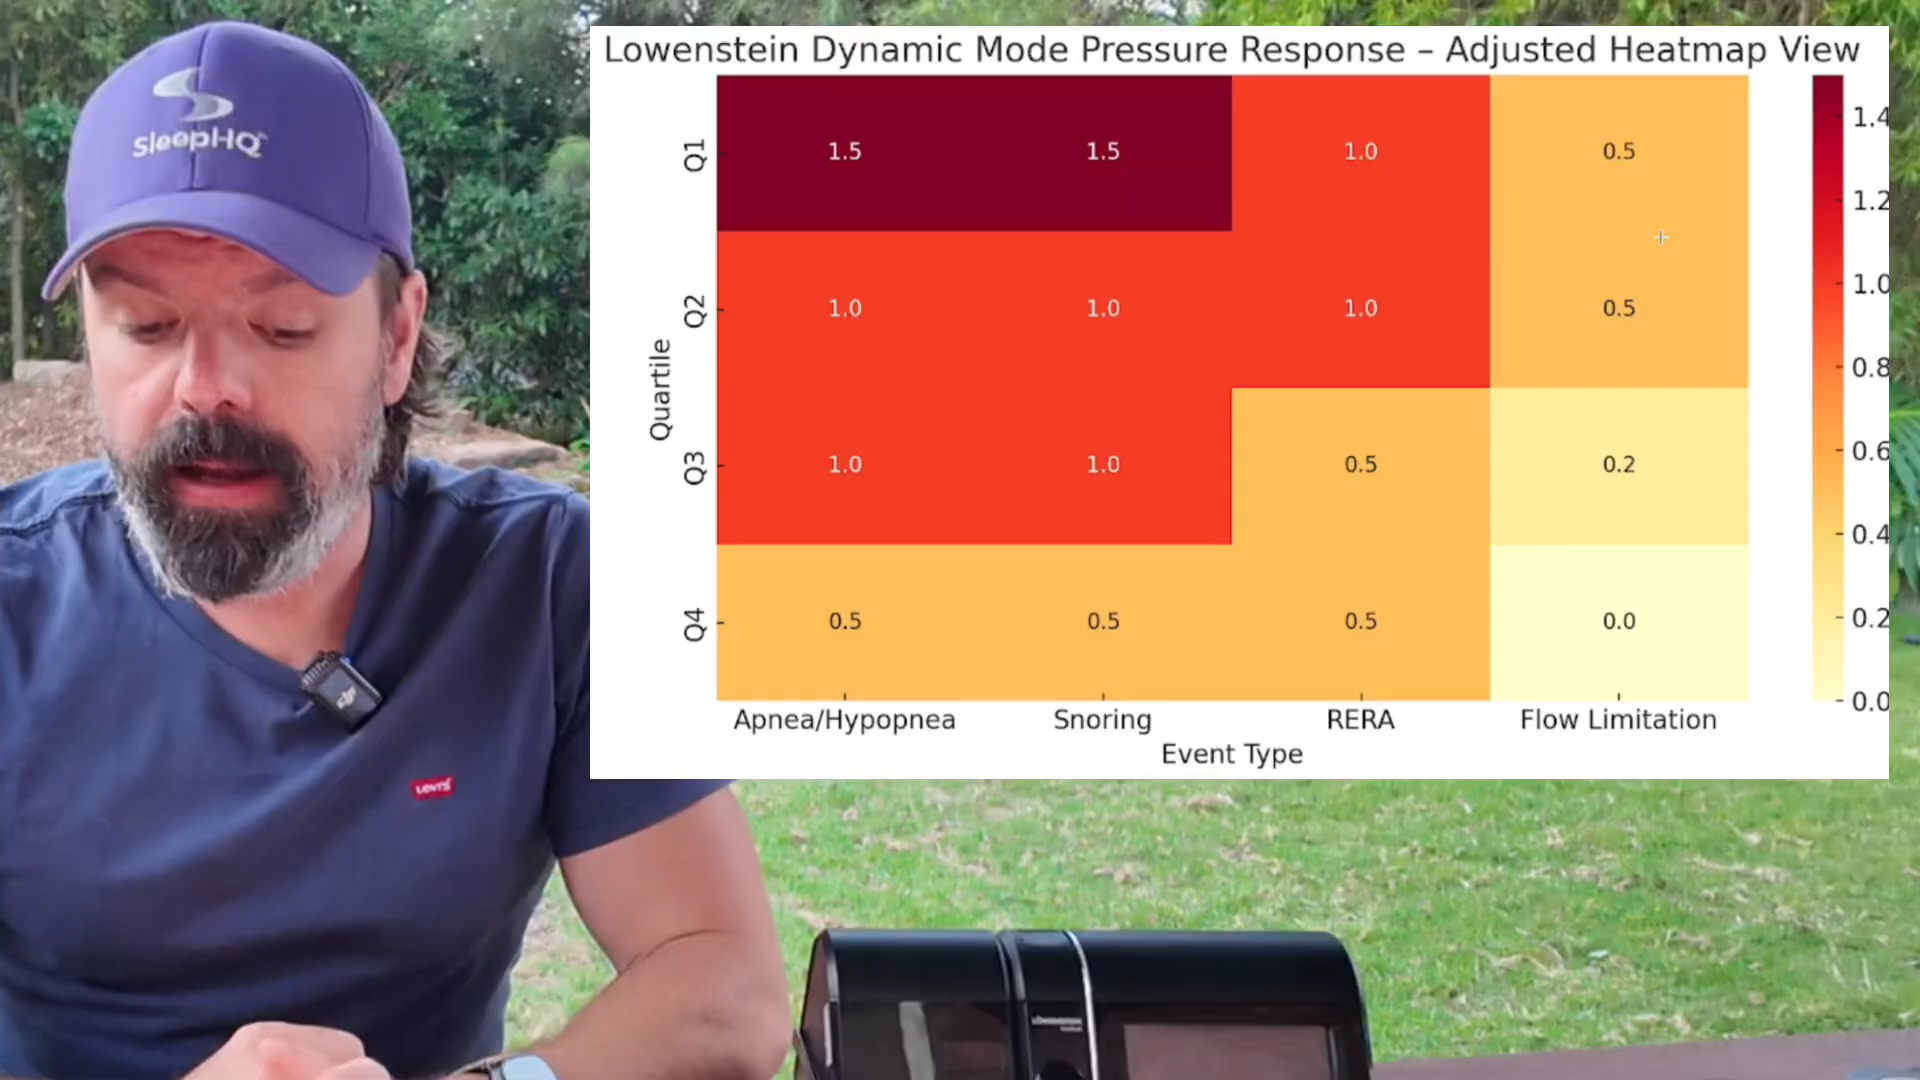 SleepHQ
Lowenstein Dynamic Mode Pressure Response – Adjusted Heatmap View
Quartile
Q1
1.5
1.5
1.0
0.5
Q2
1.0
1.0
1.0
0.5
Q3
1.0
1.0
0.5
0.2
Q4
0.5
0.5
0.5
0.0
1.4
1.2
1.0
0.8
0.6
0.4
0.2
0.0
Apnea/Hypopnea
Snoring
RERA
Flow Limitation
Event Type
dji
Levi's
Löwenstein